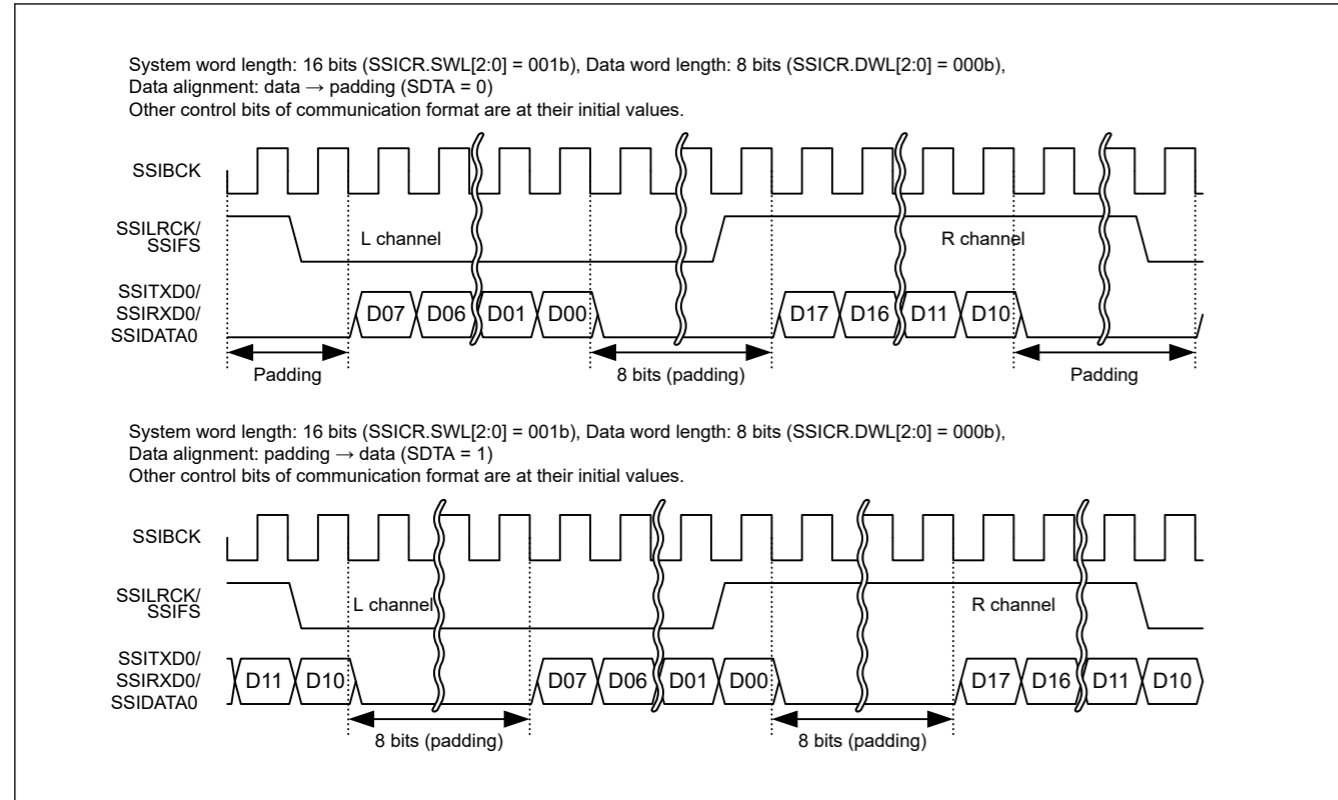 System word length: 16 bits (SSICR.SWL[2:0] = 001b), Data word length: 8 bits (SSICR.DWL[2:0] = 000b),
Data alignment: data → padding (SDTA = 0)
Other control bits of communication format are at their initial values.
SSIBCK
SSILRCK/
SSIFS
L channel
R channel
SSITXD0/
SSIRXD0/
SSIDATA0
D07 D06 D01 D00 D17 D16 D11 D10
Padding 8 bits (padding) Padding
System word length: 16 bits (SSICR.SWL[2:0] = 001b), Data word length: 8 bits (SSICR.DWL[2:0] = 000b),
Data alignment: padding → data (SDTA = 1)
Other control bits of communication format are at their initial values.
SSIBCK
SSILRCK/
SSIFS
L channel
R channel
SSITXD0/
SSIRXD0/
SSIDATA0
D11 D10 D07 D06 D01 D00 D17 D16 D11 D10
8 bits (padding) 8 bits (padding)